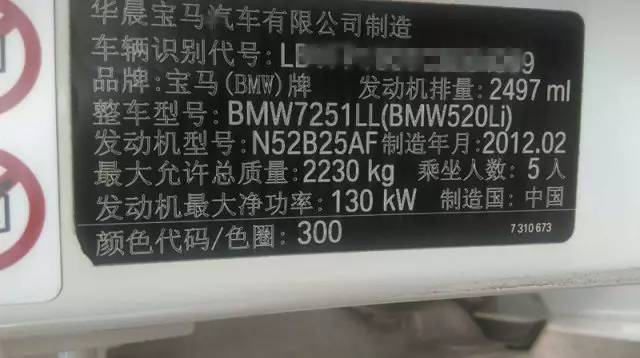 华晨宝马汽车有限公司制造
车辆识别代号: LB 9
品牌: 宝马(BMW)牌 发动机排量: 2497 ml
整车型号: BMW7251LL(BMW520Li)
发动机型号: N52B25AF 制造年月: 2012.02
最大允许总质量: 2230 kg 乘坐人数: 5 人
发动机最大净功率: 130 kW 制造国: 中国
颜色代码/色圈: 300
7 310 673